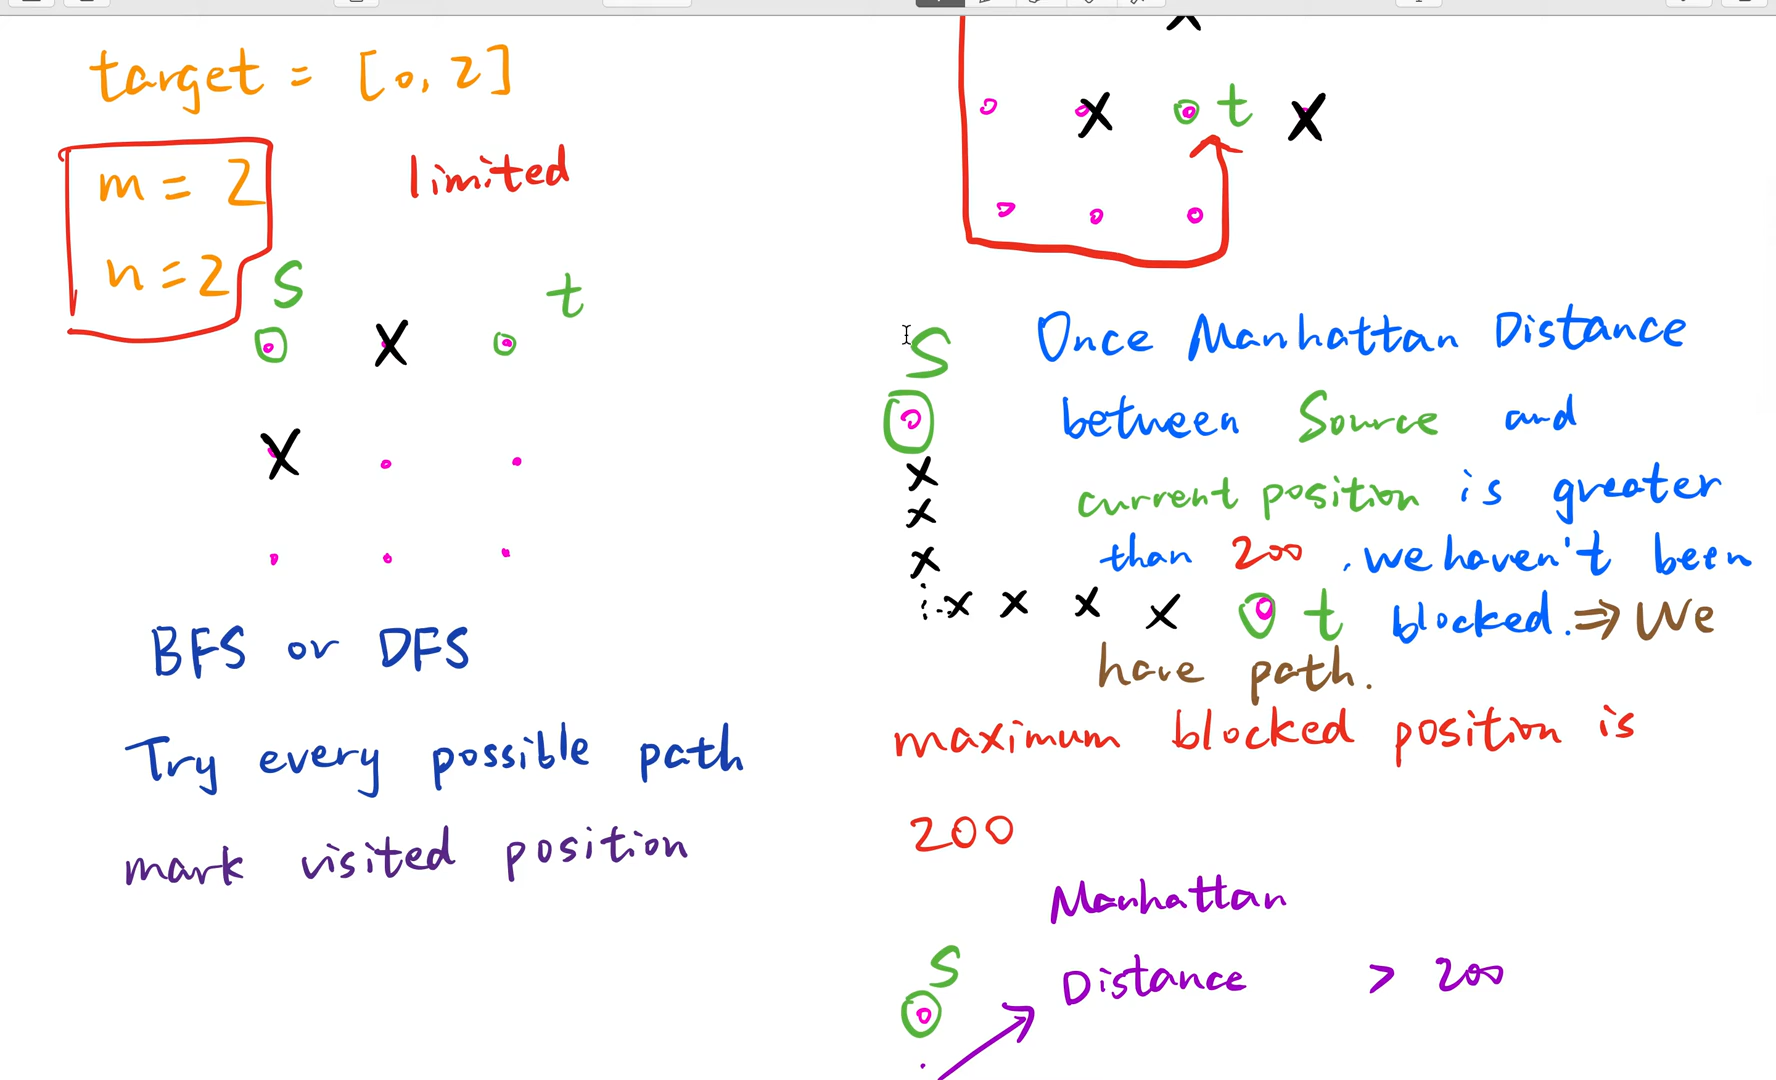 target = [0, 2]
m = 2
limited
n = 2
S
t
X
X
BFS or DFS
Try every possible path
mark visited position
X
X
t
X
S
Once Manhattan Distance
between Source and
current position is greater
than 200, we haven't been
blocked. ⇒ We
have path.
X
X
X
X X X X t
maximum blocked position is
200
Manhattan
Distance > 200
S